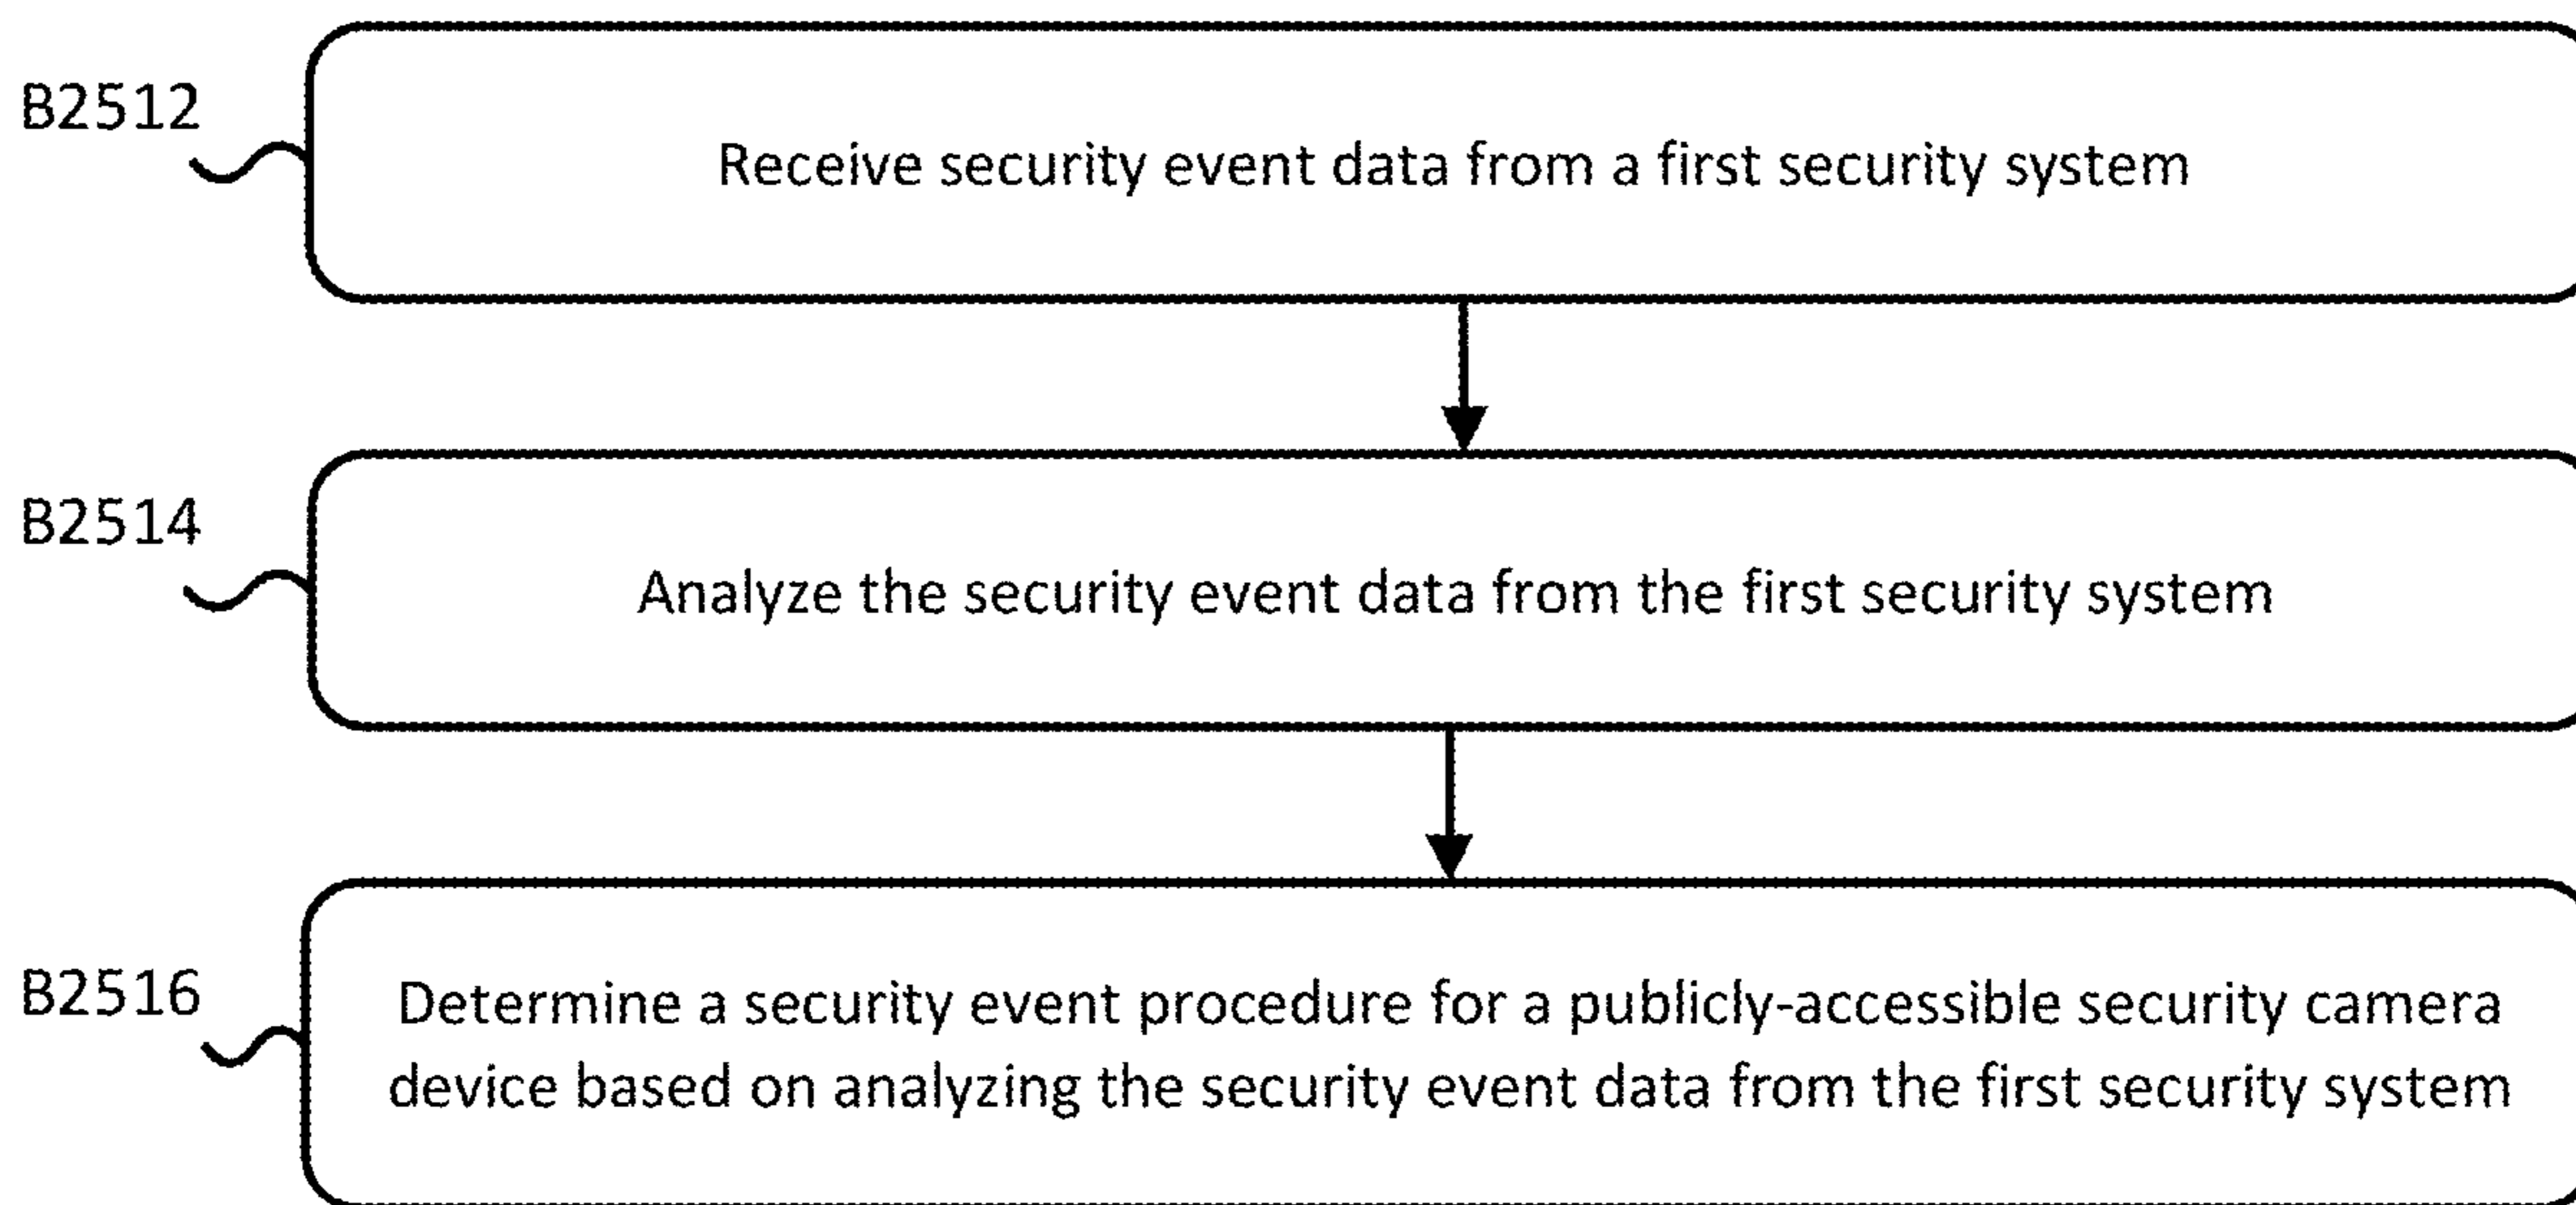 B2512
Receive security event data from a first security system
B2514
Analyze the security event data from the first security system
B2516
Determine a security event procedure for a publicly-accessible security camera
device based on analyzing the security event data from the first security system